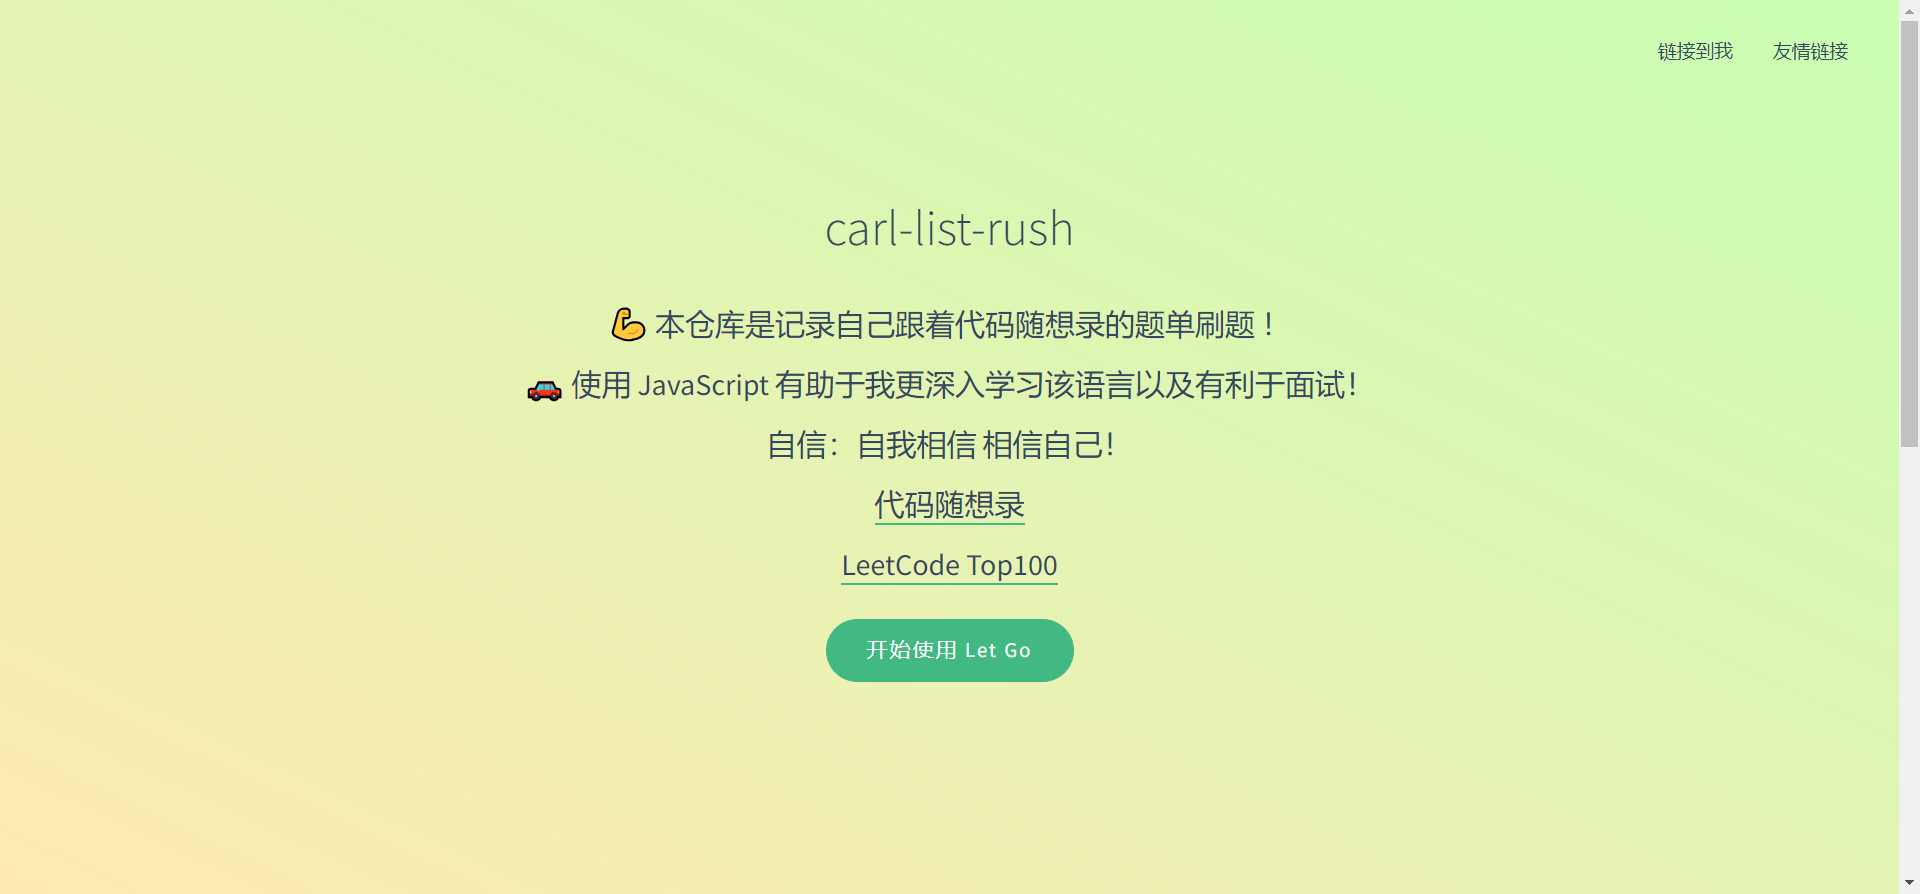 链接到我 友情链接
carl-list-rush
💪 本仓库是记录自己跟着代码随想录的题单刷题 ！
🚗 使用 JavaScript 有助于我更深入学习该语言以及有利于面试！
自信：自我相信 相信自己！
代码随想录
LeetCode Top100
开始使用 Let Go